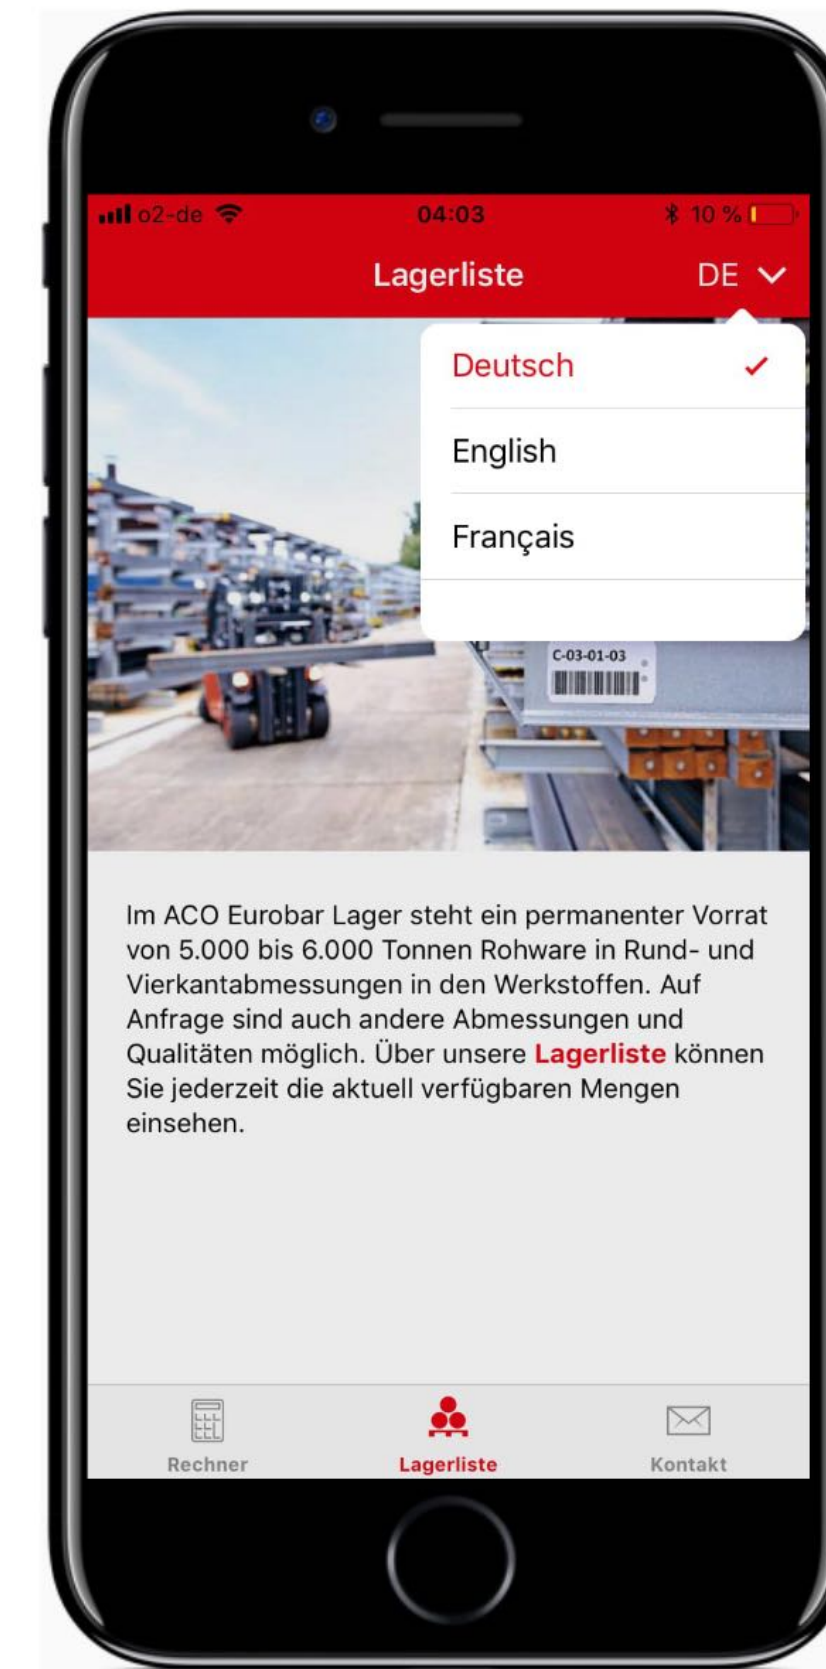 o2-de 04:03 10 %
Lagerliste DE
Deutsch
English
Français
C-03-01-03
Im ACO Eurobar Lager steht ein permanenter Vorrat
von 5.000 bis 6.000 Tonnen Rohware in Rund- und
Vierkantabmessungen in den Werkstoffen. Auf
Anfrage sind auch andere Abmessungen und
Qualitäten möglich. Über unsere Lagerliste können
Sie jederzeit die aktuell verfügbaren Mengen
einsehen.
Rechner Lagerliste Kontakt